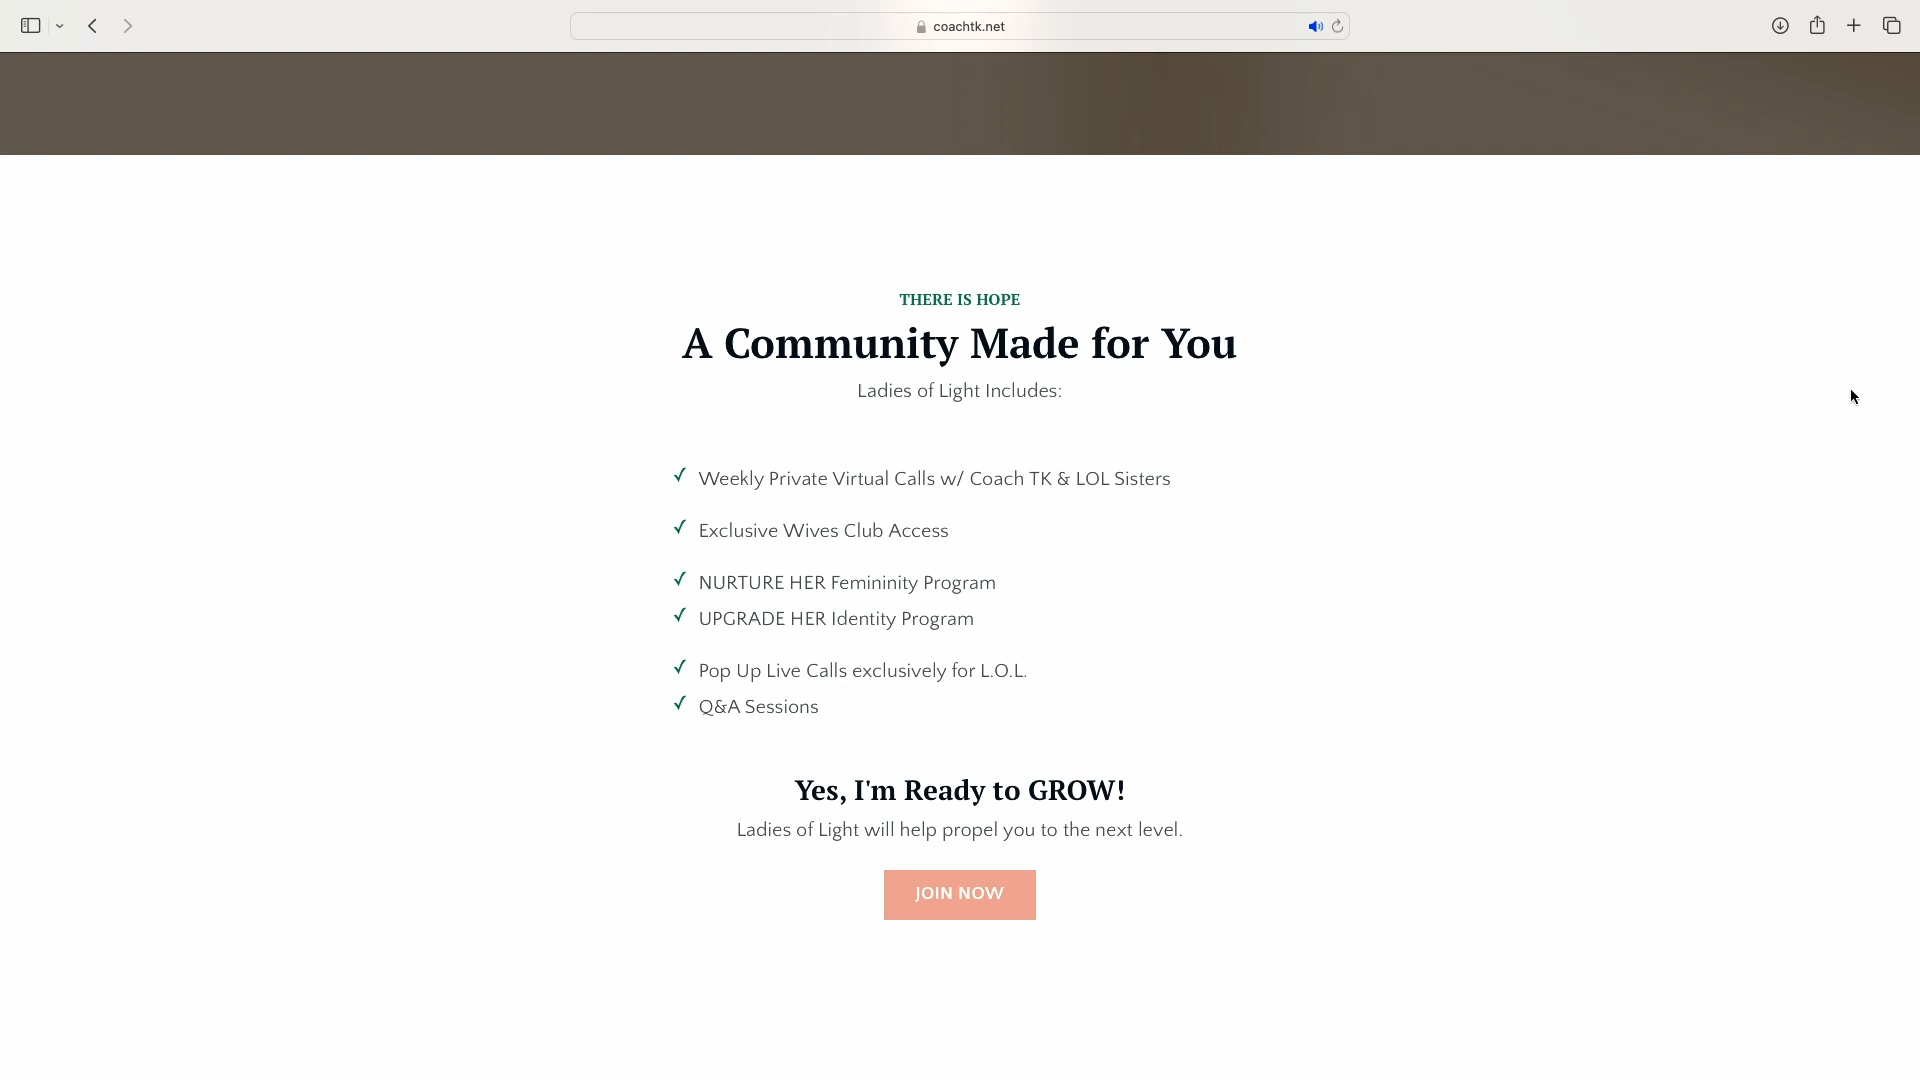 coachtk.net
THERE IS HOPE
A Community Made for You
Ladies of Light Includes:
✓ Weekly Private Virtual Calls w/ Coach TK & LOL Sisters
✓ Exclusive Wives Club Access
✓ NURTURE HER Femininity Program
✓ UPGRADE HER Identity Program
✓ Pop Up Live Calls exclusively for L.O.L.
✓ Q&A Sessions
Yes, I'm Ready to GROW!
Ladies of Light will help propel you to the next level.
JOIN NOW